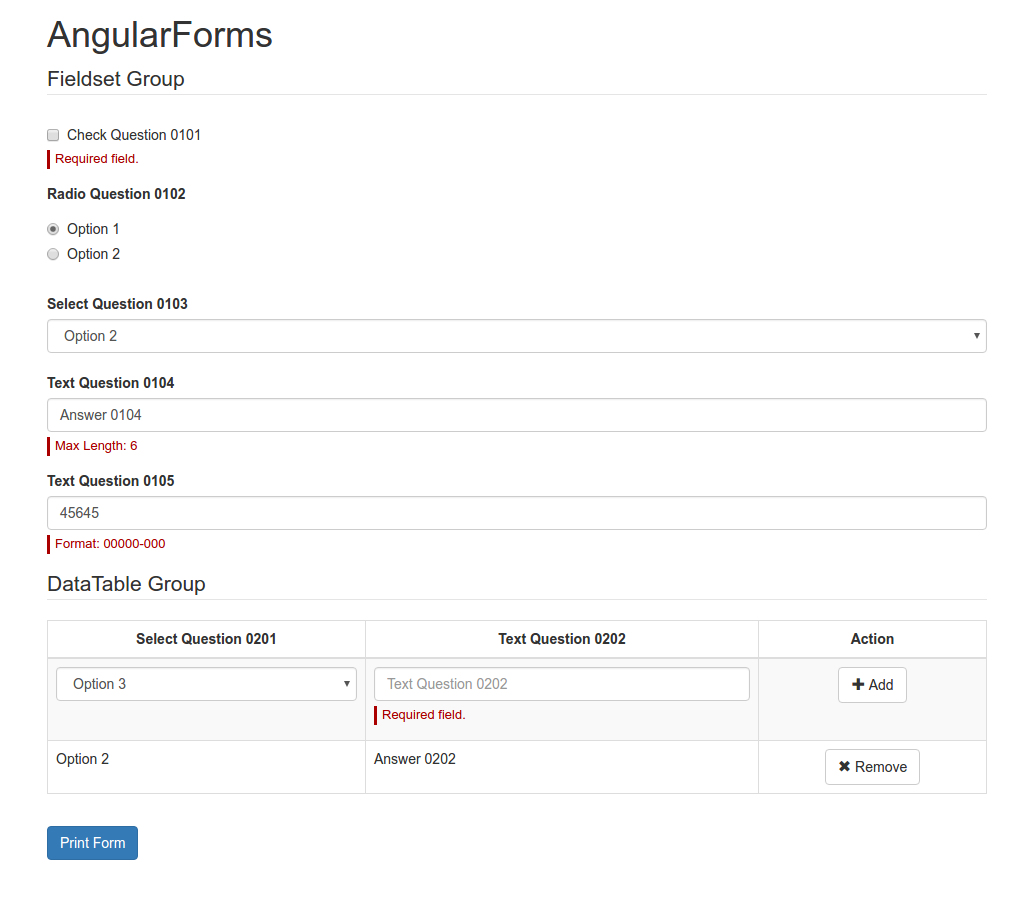 AngularForms
Fieldset Group
Check Question 0101
Required field.
Radio Question 0102
Option 1
Option 2
Select Question 0103
Option 2
Text Question 0104
Answer 0104
Max Length: 6
Text Question 0105
45645
Format: 00000-000
DataTable Group
Select Question 0201 Text Question 0202 Action
Option 3 Text Question 0202 Add
Required field.
Option 2 Answer 0202 Remove
Print Form